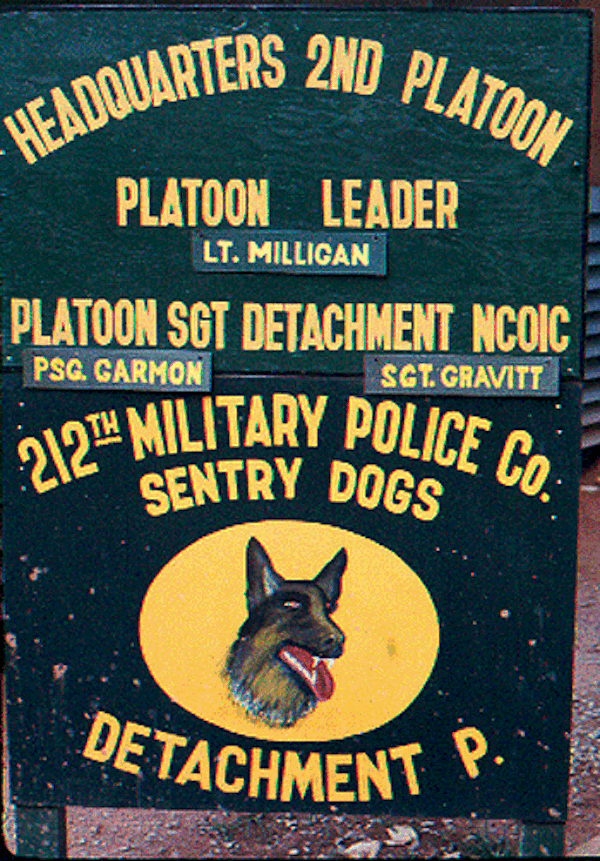 HEADQUARTERS 2ND PLATOON
PLATOON LEADER
LT. MILLIGAN
PLATOON SGT DETACHMENT NCOIC
PSG. GARMON SGT. GRAVITT
212TH MILITARY POLICE CO.
SENTRY DOGS
DETACHMENT P.